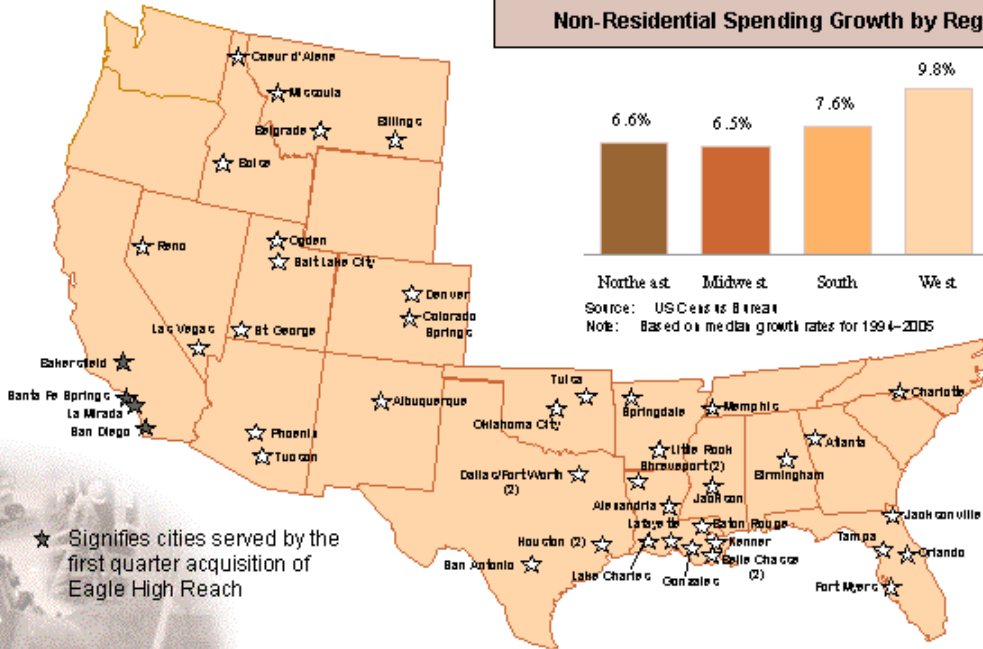 Non-Residential Spending Growth by Reg
9.8%
7.6%
6.6%
6.5%
Northeast
Midwest
South
West
Source: US Census Bureau
Note: Based on median growth rates for 1994-2005
Coeur d'Alene
Missoula
Belgrade
Billings
Boise
Reno
Ogden
Salt Lake City
Denver
Colorado
Springs
Las Vegas
St George
Bakersfield
Santa Fe Springs
La Mirada
San Diego
Albuquerque
Phoenix
Tucson
Tulsa
Oklahoma City
Springdale
Memphis
Charlotte
Little Rock
Atlanta
Birmingham
Dallas/Fort Worth
(2)
Shreveport (2)
Jackson
Alexandria
Lafayette
Baton Rouge
Jacksonville
Houston (2)
Kenner
Tampa
Orlando
San Antonio
Lake Charles
Belle Chasse
(2)
Gonzales
Fort Myers
Signifies cities served by the
first quarter acquisition of
Eagle High Reach